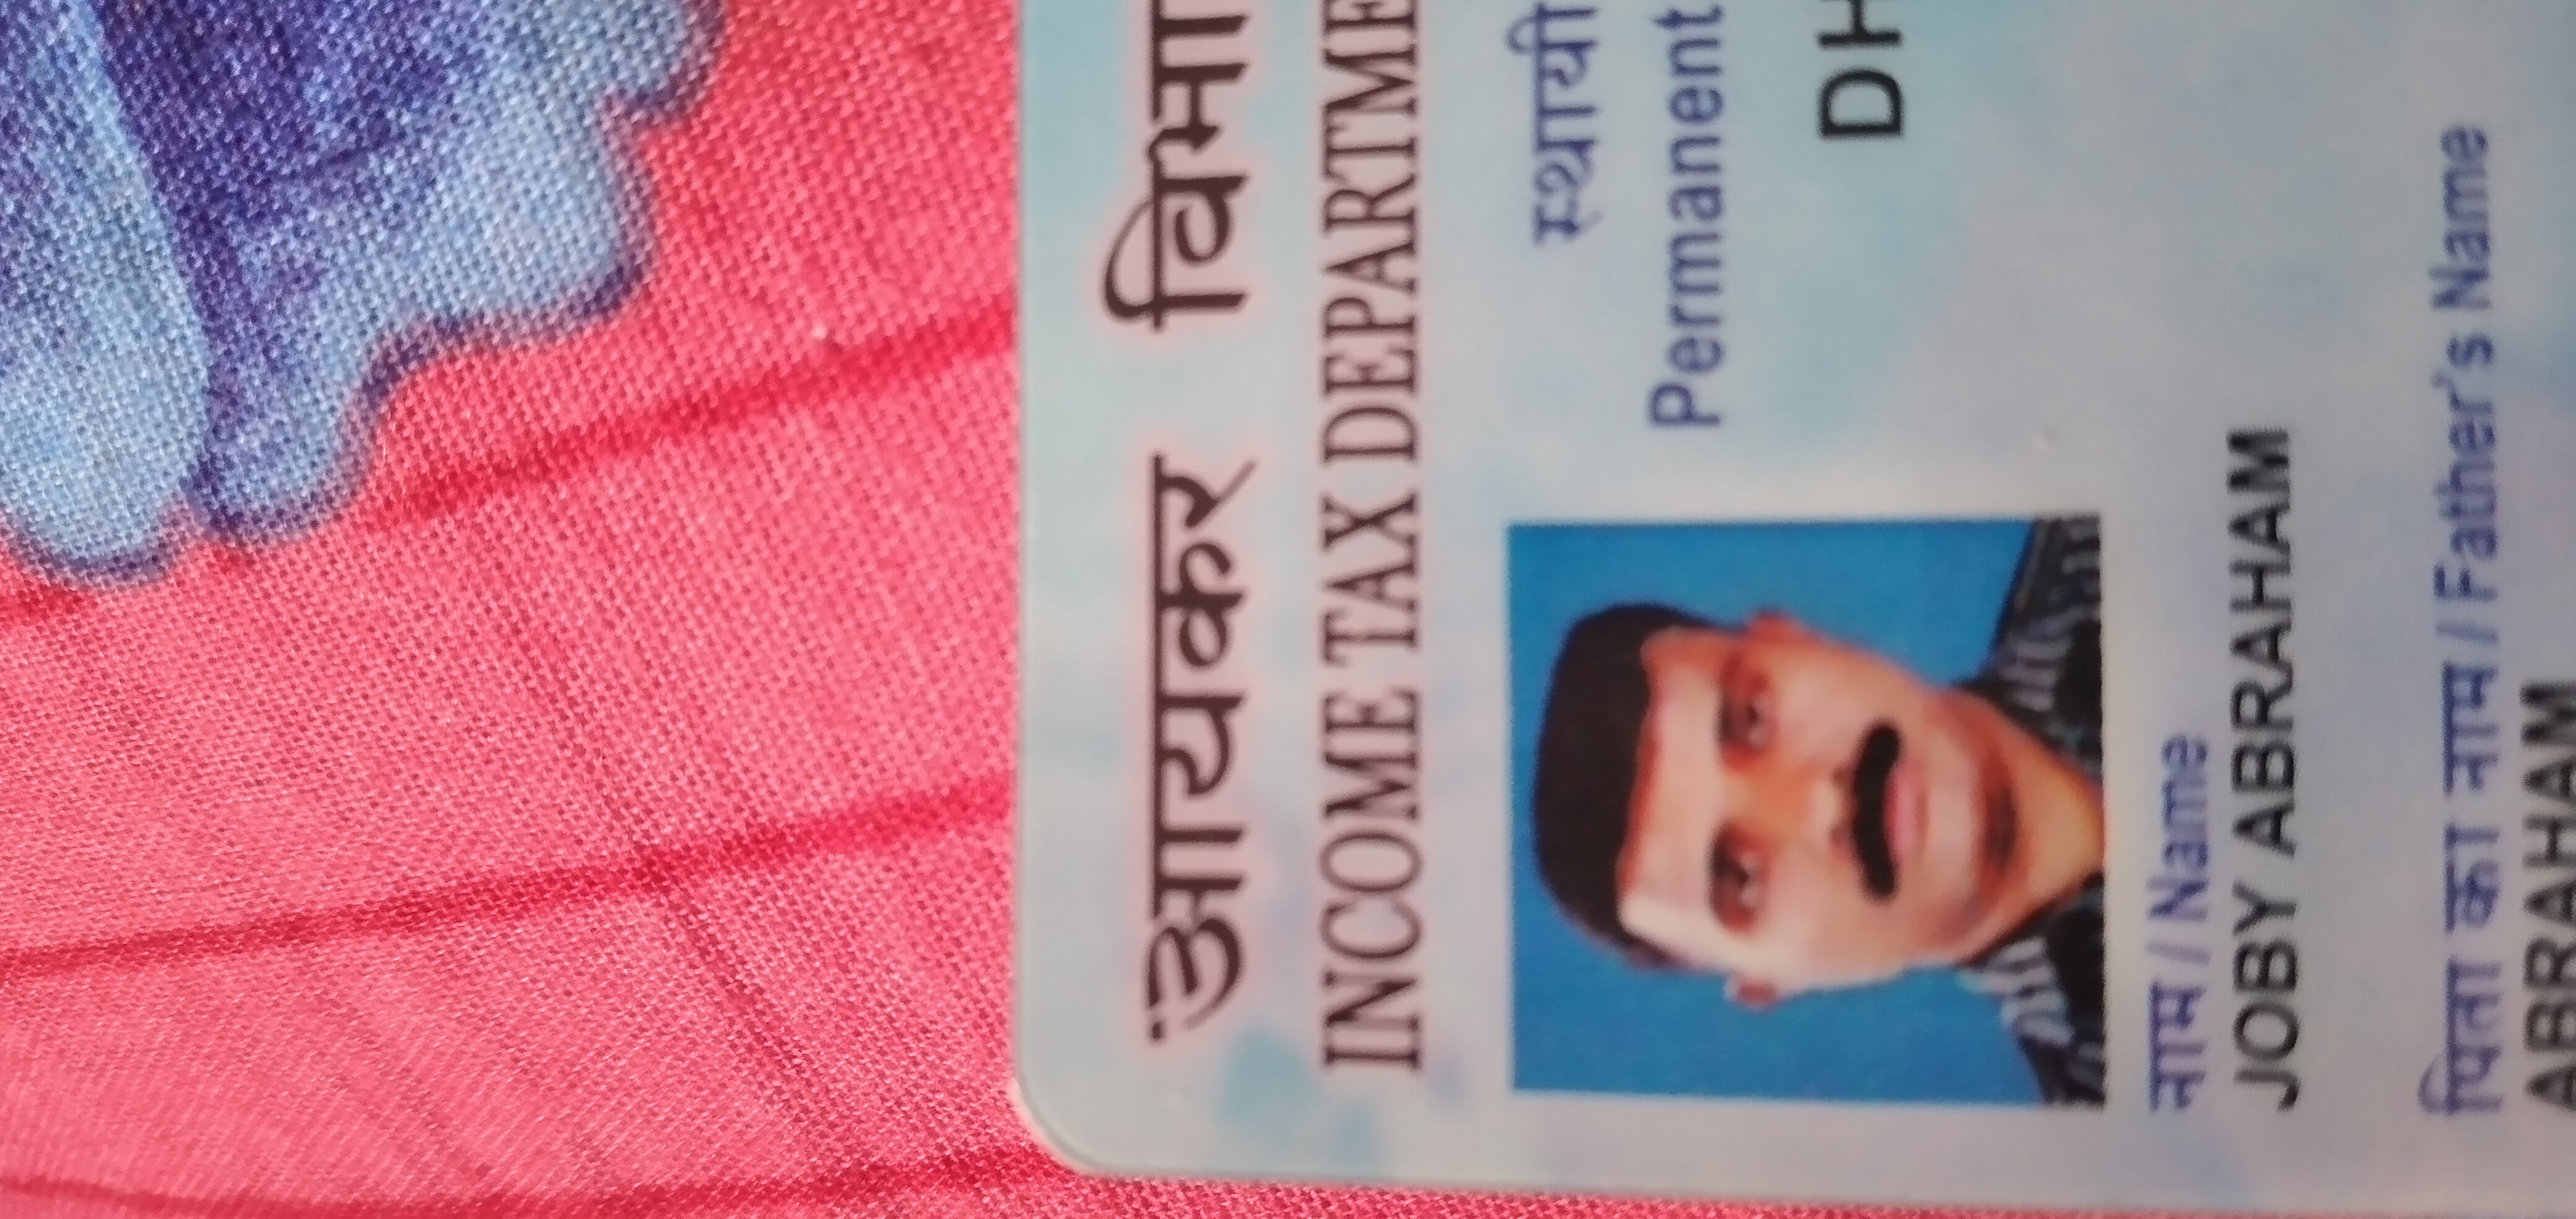 आयकर विभा
INCOME TAX DEPARTME
स्थायी
Permanent
DH
नाम / Name
JOBY ABRAHAM
पिता का नाम / Father's Name
ABRAHAM